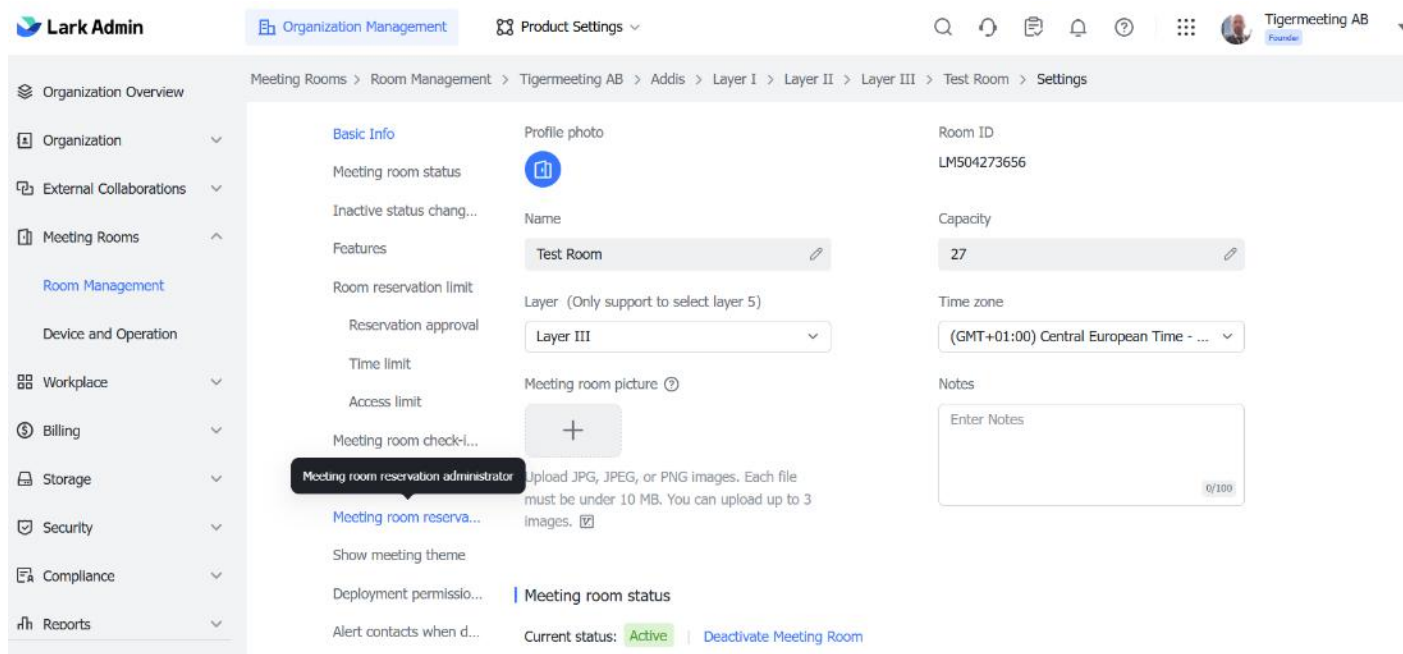 Lark Admin
Organization Management
Product Settings
Tigermeeting AB
Founder
Organization Overview
Organization
External Collaborations
Meeting Rooms
Room Management
Device and Operation
Workplace
Billing
Storage
Security
Compliance
Reports
Meeting Rooms > Room Management > Tigermeeting AB > Addis > Layer I > Layer II > Layer III > Test Room > Settings
Basic Info
Meeting room status
Inactive status chang...
Features
Room reservation limit
Reservation approval
Time limit
Access limit
Meeting room check-i...
Meeting room reservation administrator
Meeting room reserva...
Show meeting theme
Deployment permissio...
Alert contacts when d...
Profile photo
Room ID
LM504273656
Name
Test Room
Capacity
27
Layer (Only support to select layer 5)
Layer III
Time zone
(GMT+01:00) Central European Time - ...
Meeting room picture
Upload JPG, JPEG, or PNG images. Each file
must be under 10 MB. You can upload up to 3
images.
Notes
Enter Notes
0/100
Meeting room status
Current status: Active | Deactivate Meeting Room